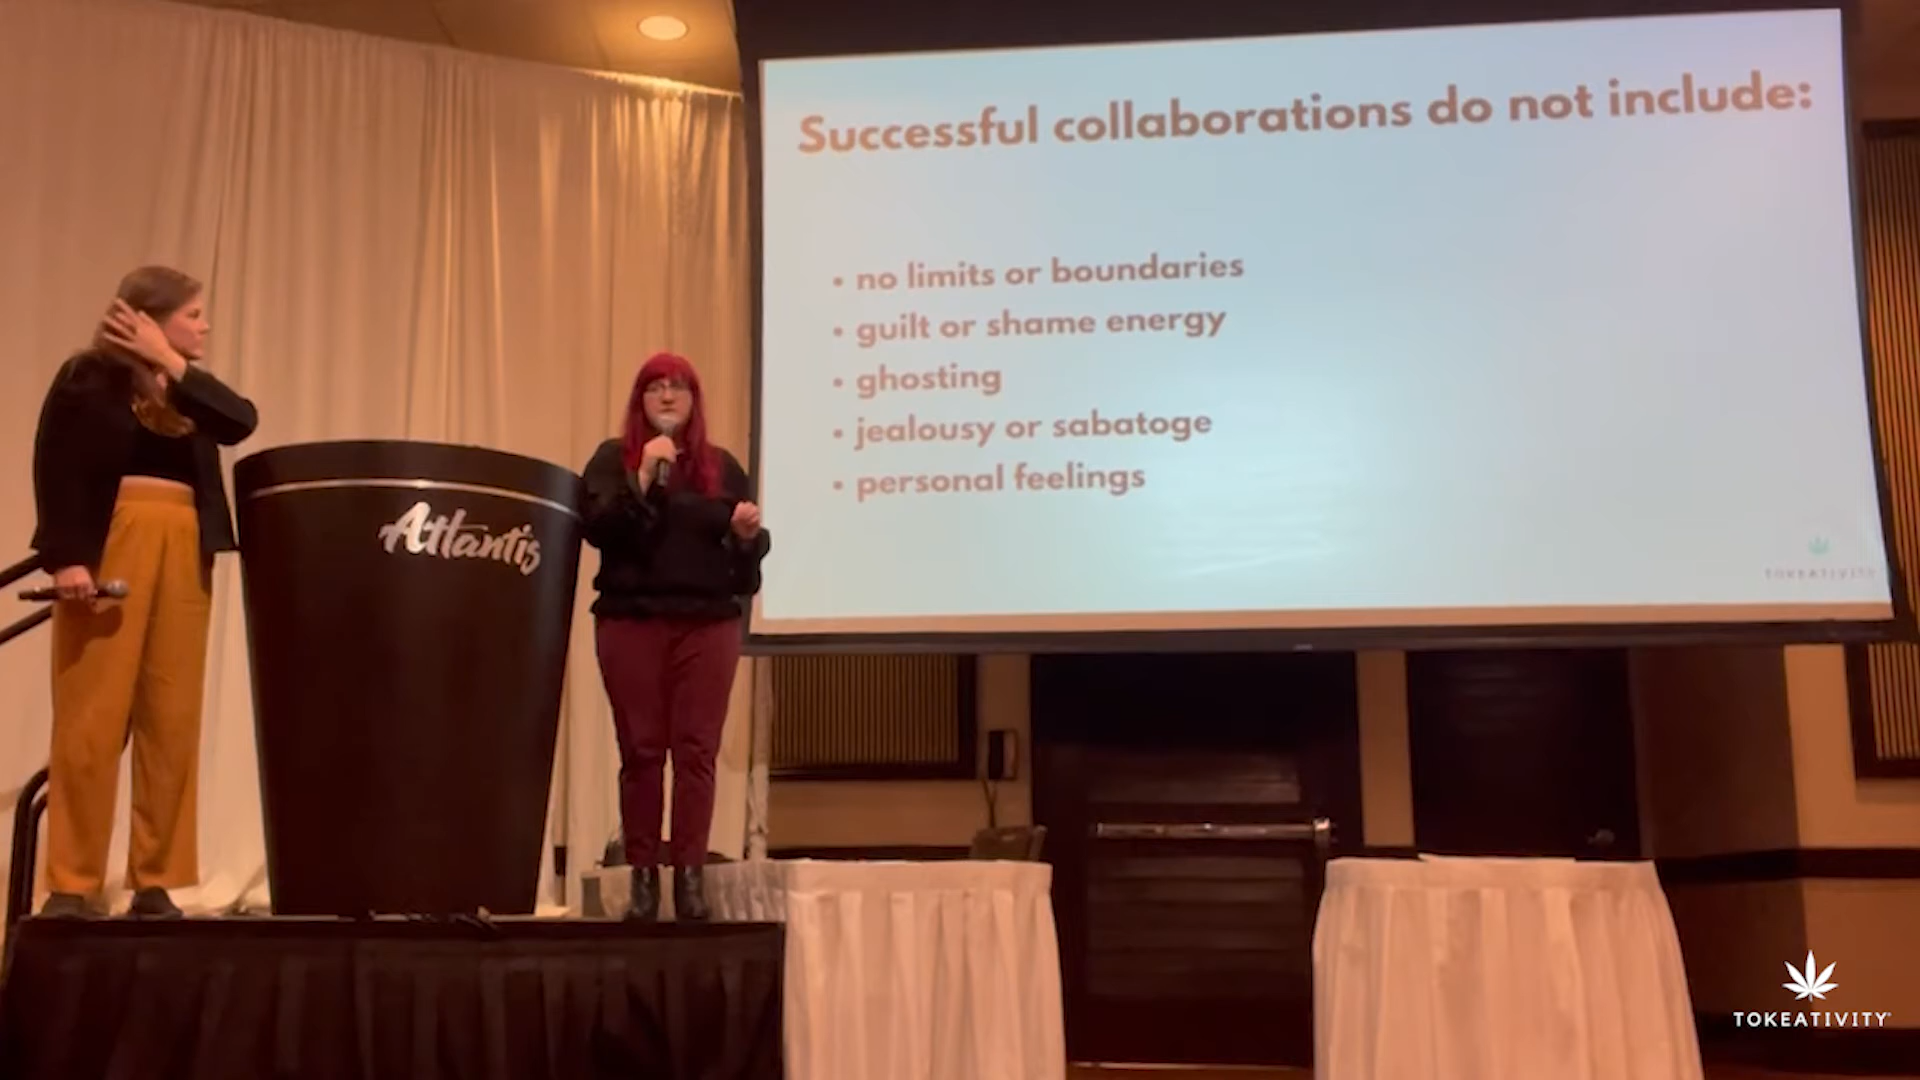 Successful collaborations do not include:
• no limits or boundaries
• guilt or shame energy
• ghosting
• jealousy or sabatoge
• personal feelings
TOKEATIVITY
Atlantis
TOKEATIVITY